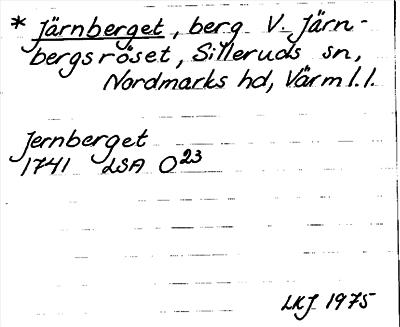 * Järnberget, berg V. Järn-
bergsröset, Silleruds sn,
Nordmarks hd, Värml.l.
Jernberget
1741 LSA O23
LKJ 1975